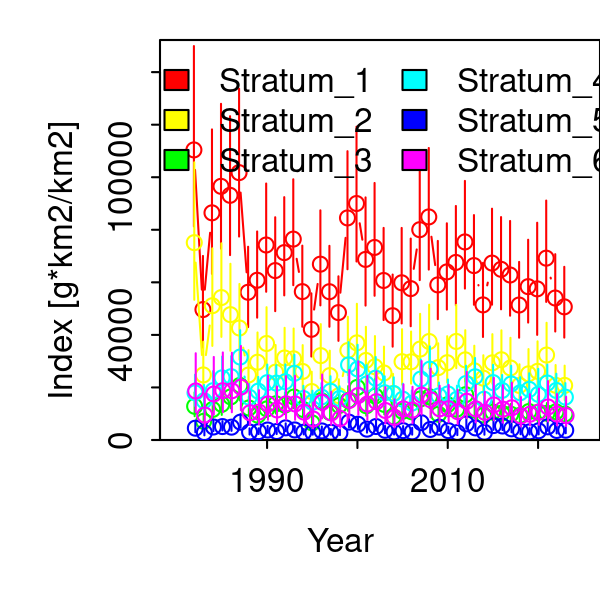 Stratum_1 Stratum_4
Stratum_2 Stratum_5
Stratum_3 Stratum_6
Index [g*km2/km2]
0 40000 100000
1990 2010
Year